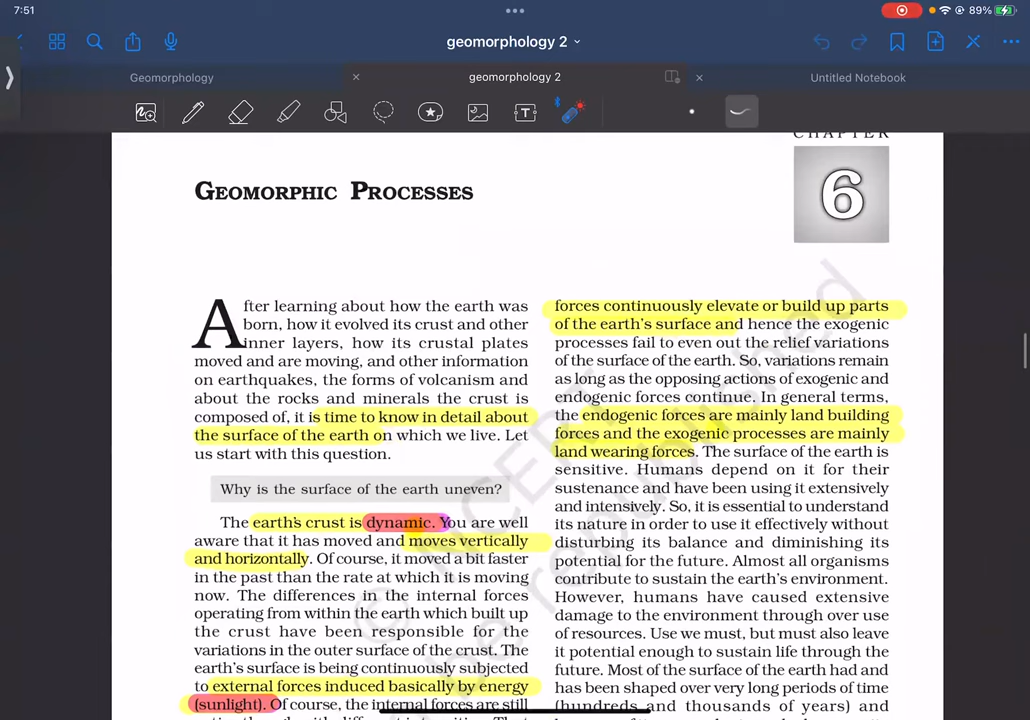 7:51
89%
geomorphology 2
Geomorphology
geomorphology 2
Untitled Notebook
CHAPTER
6
GEOMORPHIC PROCESSES
After learning about how the earth was
born, how it evolved its crust and other
inner layers, how its crustal plates
moved and are moving, and other information
on earthquakes, the forms of volcanism and
about the rocks and minerals the crust is
composed of, it is time to know in detail about
the surface of the earth on which we live. Let
us start with this question.
Why is the surface of the earth uneven?
The earth's crust is dynamic. You are well
aware that it has moved and moves vertically
and horizontally. Of course, it moved a bit faster
in the past than the rate at which it is moving
now. The differences in the internal forces
operating from within the earth which built up
the crust have been responsible for the
variations in the outer surface of the crust. The
earth's surface is being continuously subjected
to external forces induced basically by energy
(sunlight). Of course, the internal forces are still
forces continuously elevate or build up parts
of the earth's surface and hence the exogenic
processes fail to even out the relief variations
of the surface of the earth. So, variations remain
as long as the opposing actions of exogenic and
endogenic forces continue. In general terms,
the endogenic forces are mainly land building
forces and the exogenic processes are mainly
land wearing forces. The surface of the earth is
sensitive. Humans depend on it for their
sustenance and have been using it extensively
and intensively. So, it is essential to understand
its nature in order to use it effectively without
disturbing its balance and diminishing its
potential for the future. Almost all organisms
contribute to sustain the earth's environment.
However, humans have caused extensive
damage to the environment through over use
of resources. Use we must, but must also leave
it potential enough to sustain life through the
future. Most of the surface of the earth had and
has been shaped over very long periods of time
(hundreds and thousands of years) and
© NCERT
be republished